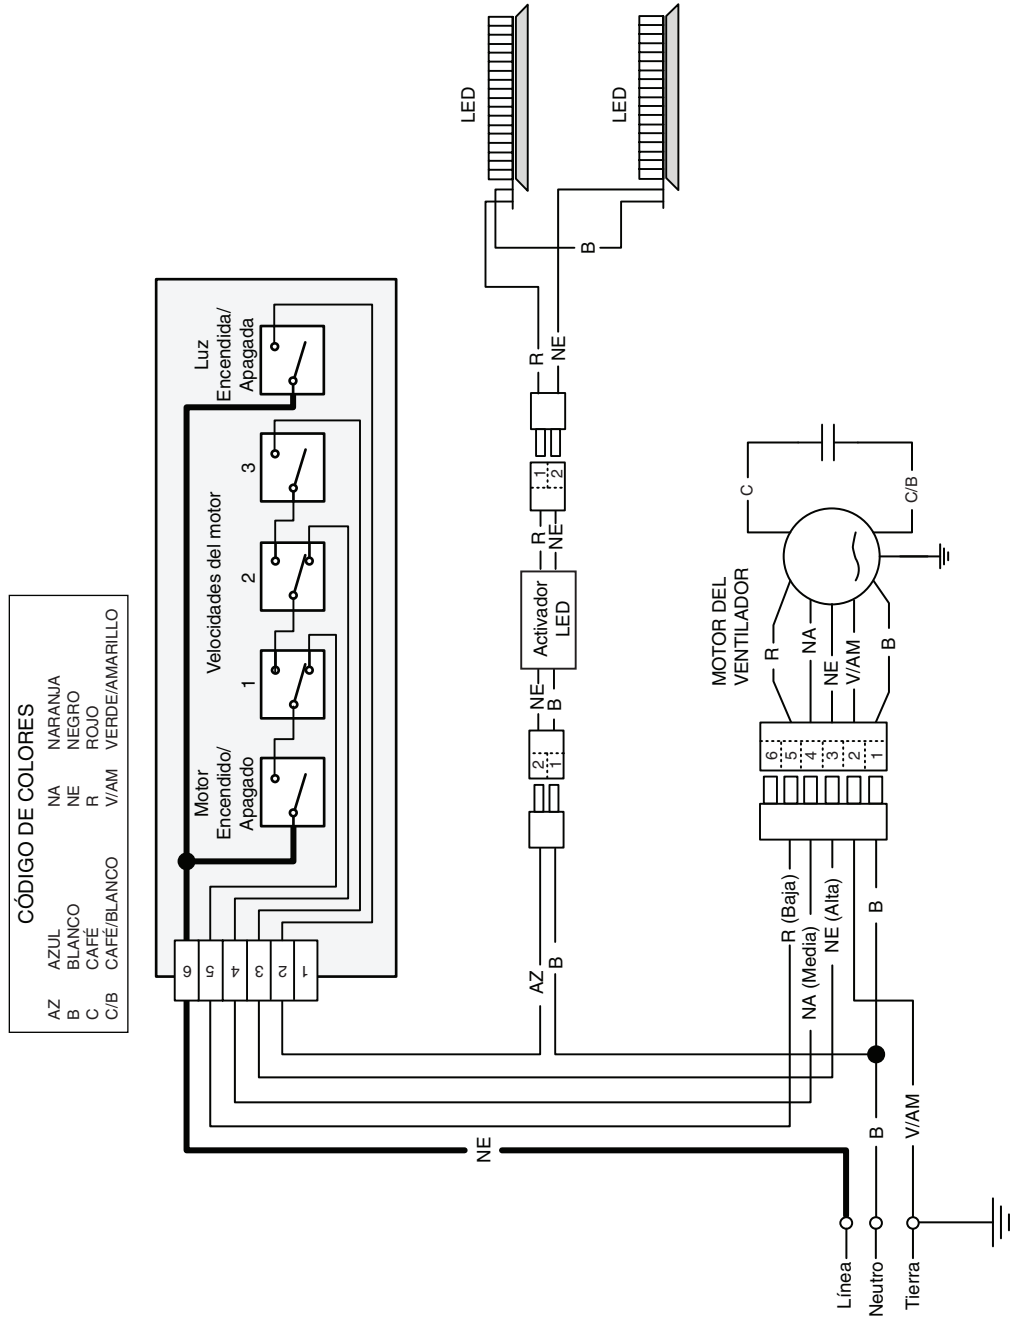 CÓDIGO DE COLORES
AZ AZUL NA NARANJA
B BLANCO NE NEGRO
C CAFÉ R ROJO
C/B CAFÉ/BLANCO V/AM VERDE/AMARILLO
Motor
Encendido/
Apagado
Velocidades del motor
1
2
3
Luz
Encendida/
Apagada
6
5
4
3
2
1
NE
AZ
B
2
1
NE
B
Activador
LED
R
NE
1
2
R
NE
B
LED
LED
R (Baja)
NA (Media)
NE (Alta)
B
6
5
4
3
2
1
MOTOR DEL
VENTILADOR
R
NA
NE
V/AM
B
C
C/B
Línea
Neutro
B
Tierra
V/AM